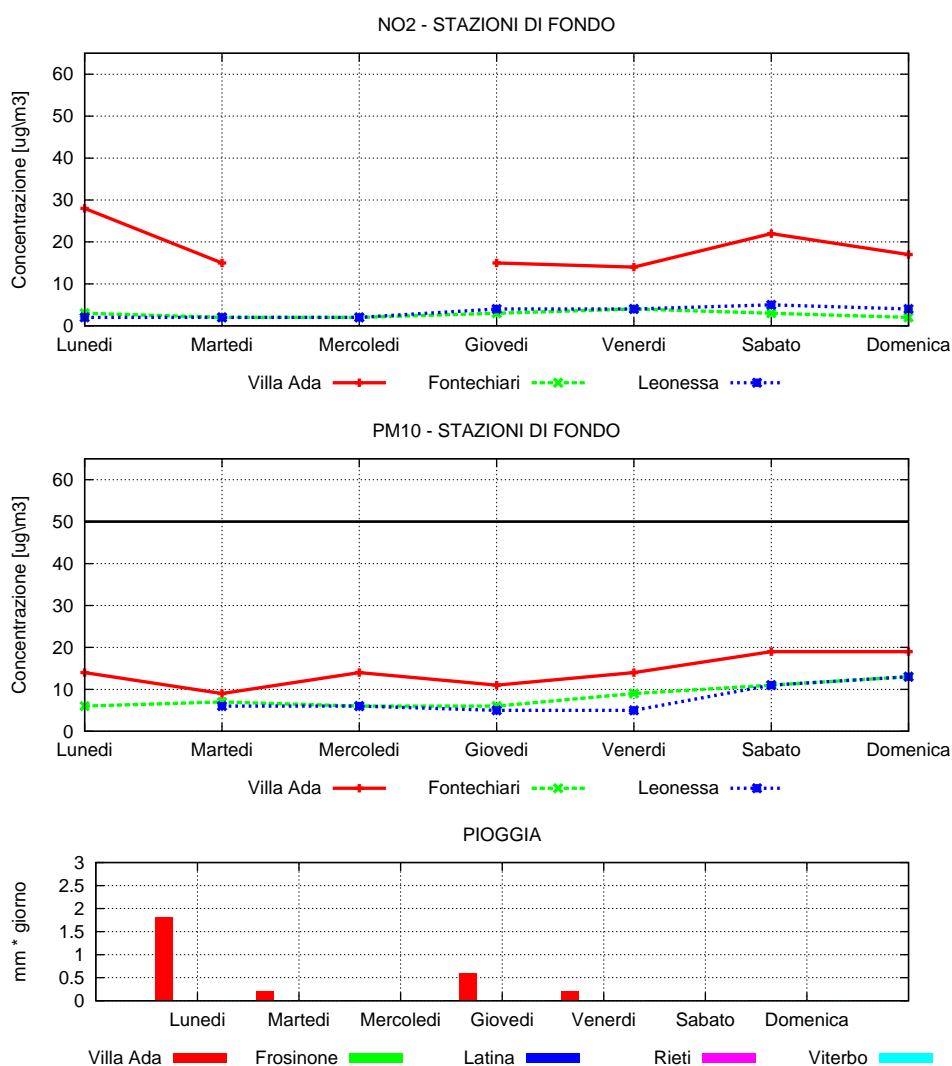 NO2 - STAZIONI DI FONDO
Concentrazione [ug\m3]
60
50
40
30
20
10
0
Lunedi Martedi Mercoledi Giovedi Venerdi Sabato Domenica
Villa Ada Fontechiari Leonessa
PM10 - STAZIONI DI FONDO
Concentrazione [ug\m3]
60
50
40
30
20
10
0
Lunedi Martedi Mercoledi Giovedi Venerdi Sabato Domenica
Villa Ada Fontechiari Leonessa
PIOGGIA
mm * giorno
3
2.5
2
1.5
1
0.5
0
Lunedi Martedi Mercoledi Giovedi Venerdi Sabato Domenica
Villa Ada Frosinone Latina Rieti Viterbo